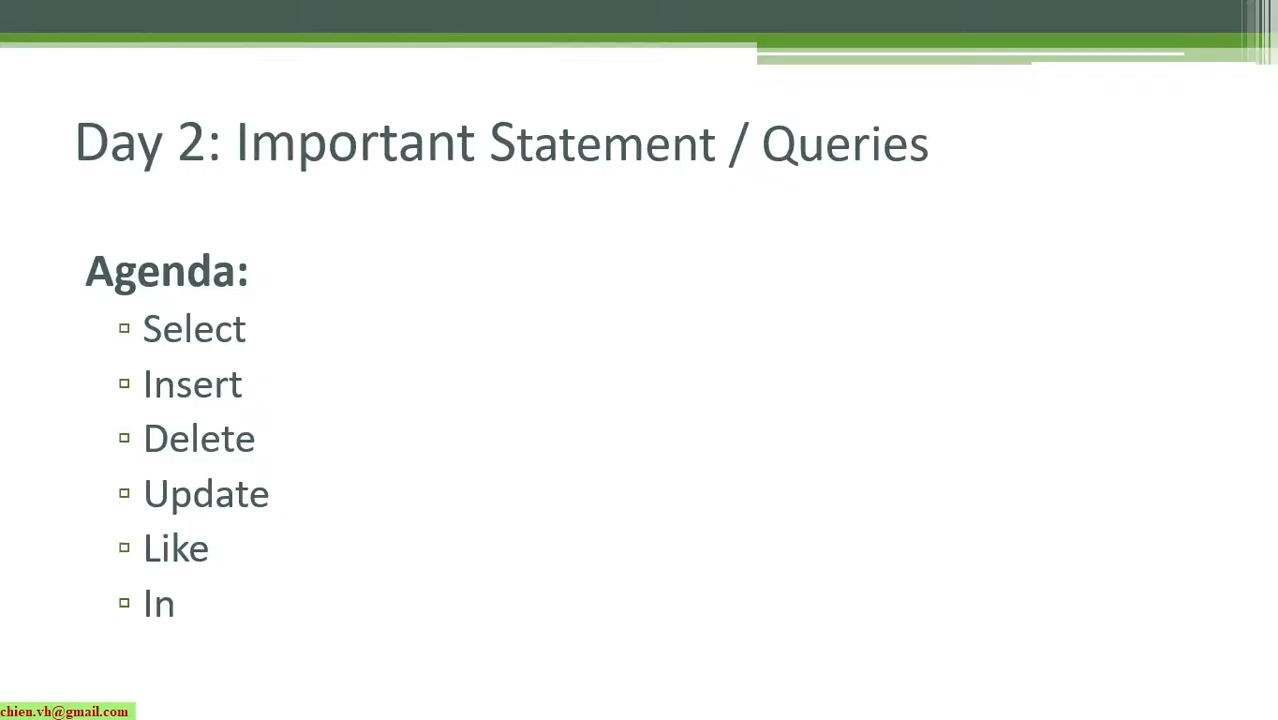 Day 2: Important Statement / Queries
Agenda:
Select
Insert
Delete
Update
Like
In
chien.vh@gmail.com